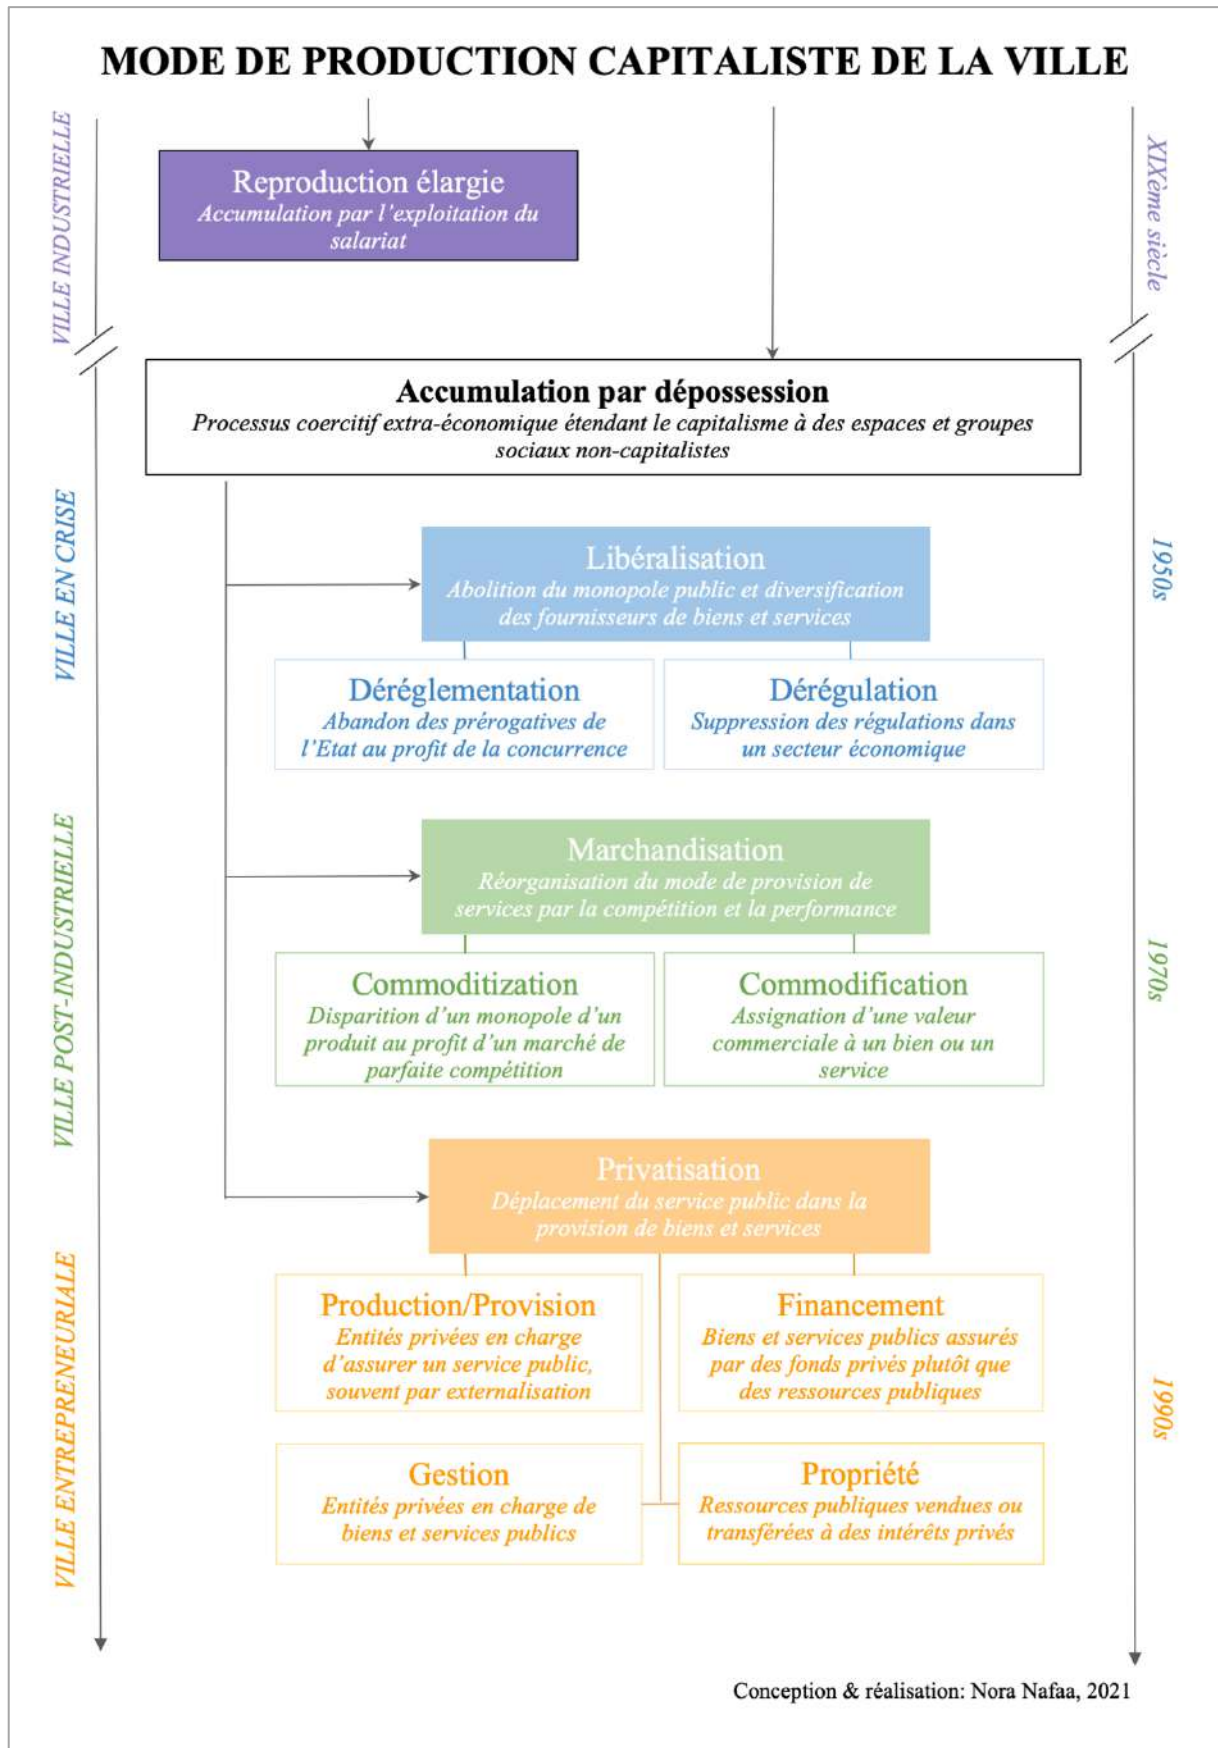 MODE DE PRODUCTION CAPITALISTE DE LA VILLE
VILLE INDUSTRIELLE
XIXème siècle
Reproduction élargie
Accumulation par l'exploitation du
salariat
Accumulation par dépossession
Processus coercitif extra-économique étendant le capitalisme à des espaces et groupes
sociaux non-capitalistes
VILLE EN CRISE
1950s
Libéralisation
Abolition du monopole public et diversification
des fournisseurs de biens et services
Déréglementation
Abandon des prérogatives de
l'Etat au profit de la concurrence
Dérégulation
Suppression des régulations dans
un secteur économique
VILLE POST-INDUSTRIELLE
1970s
Marchandisation
Réorganisation du mode de provision de
services par la compétition et la performance
Commoditization
Disparition d'un monopole d'un
produit au profit d'un marché de
parfaite compétition
Commodification
Assignation d'une valeur
commerciale à un bien ou un
service
VILLE ENTREPRENEURIALE
1990s
Privatisation
Déplacement du service public dans la
provision de biens et services
Production/Provision
Entités privées en charge
d'assurer un service public,
souvent par externalisation
Financement
Biens et services publics assurés
par des fonds privés plutôt que
des ressources publiques
Gestion
Entités privées en charge de
biens et services publics
Propriété
Ressources publiques vendues ou
transférées à des intérêts privés
Conception & réalisation: Nora Nafaa, 2021